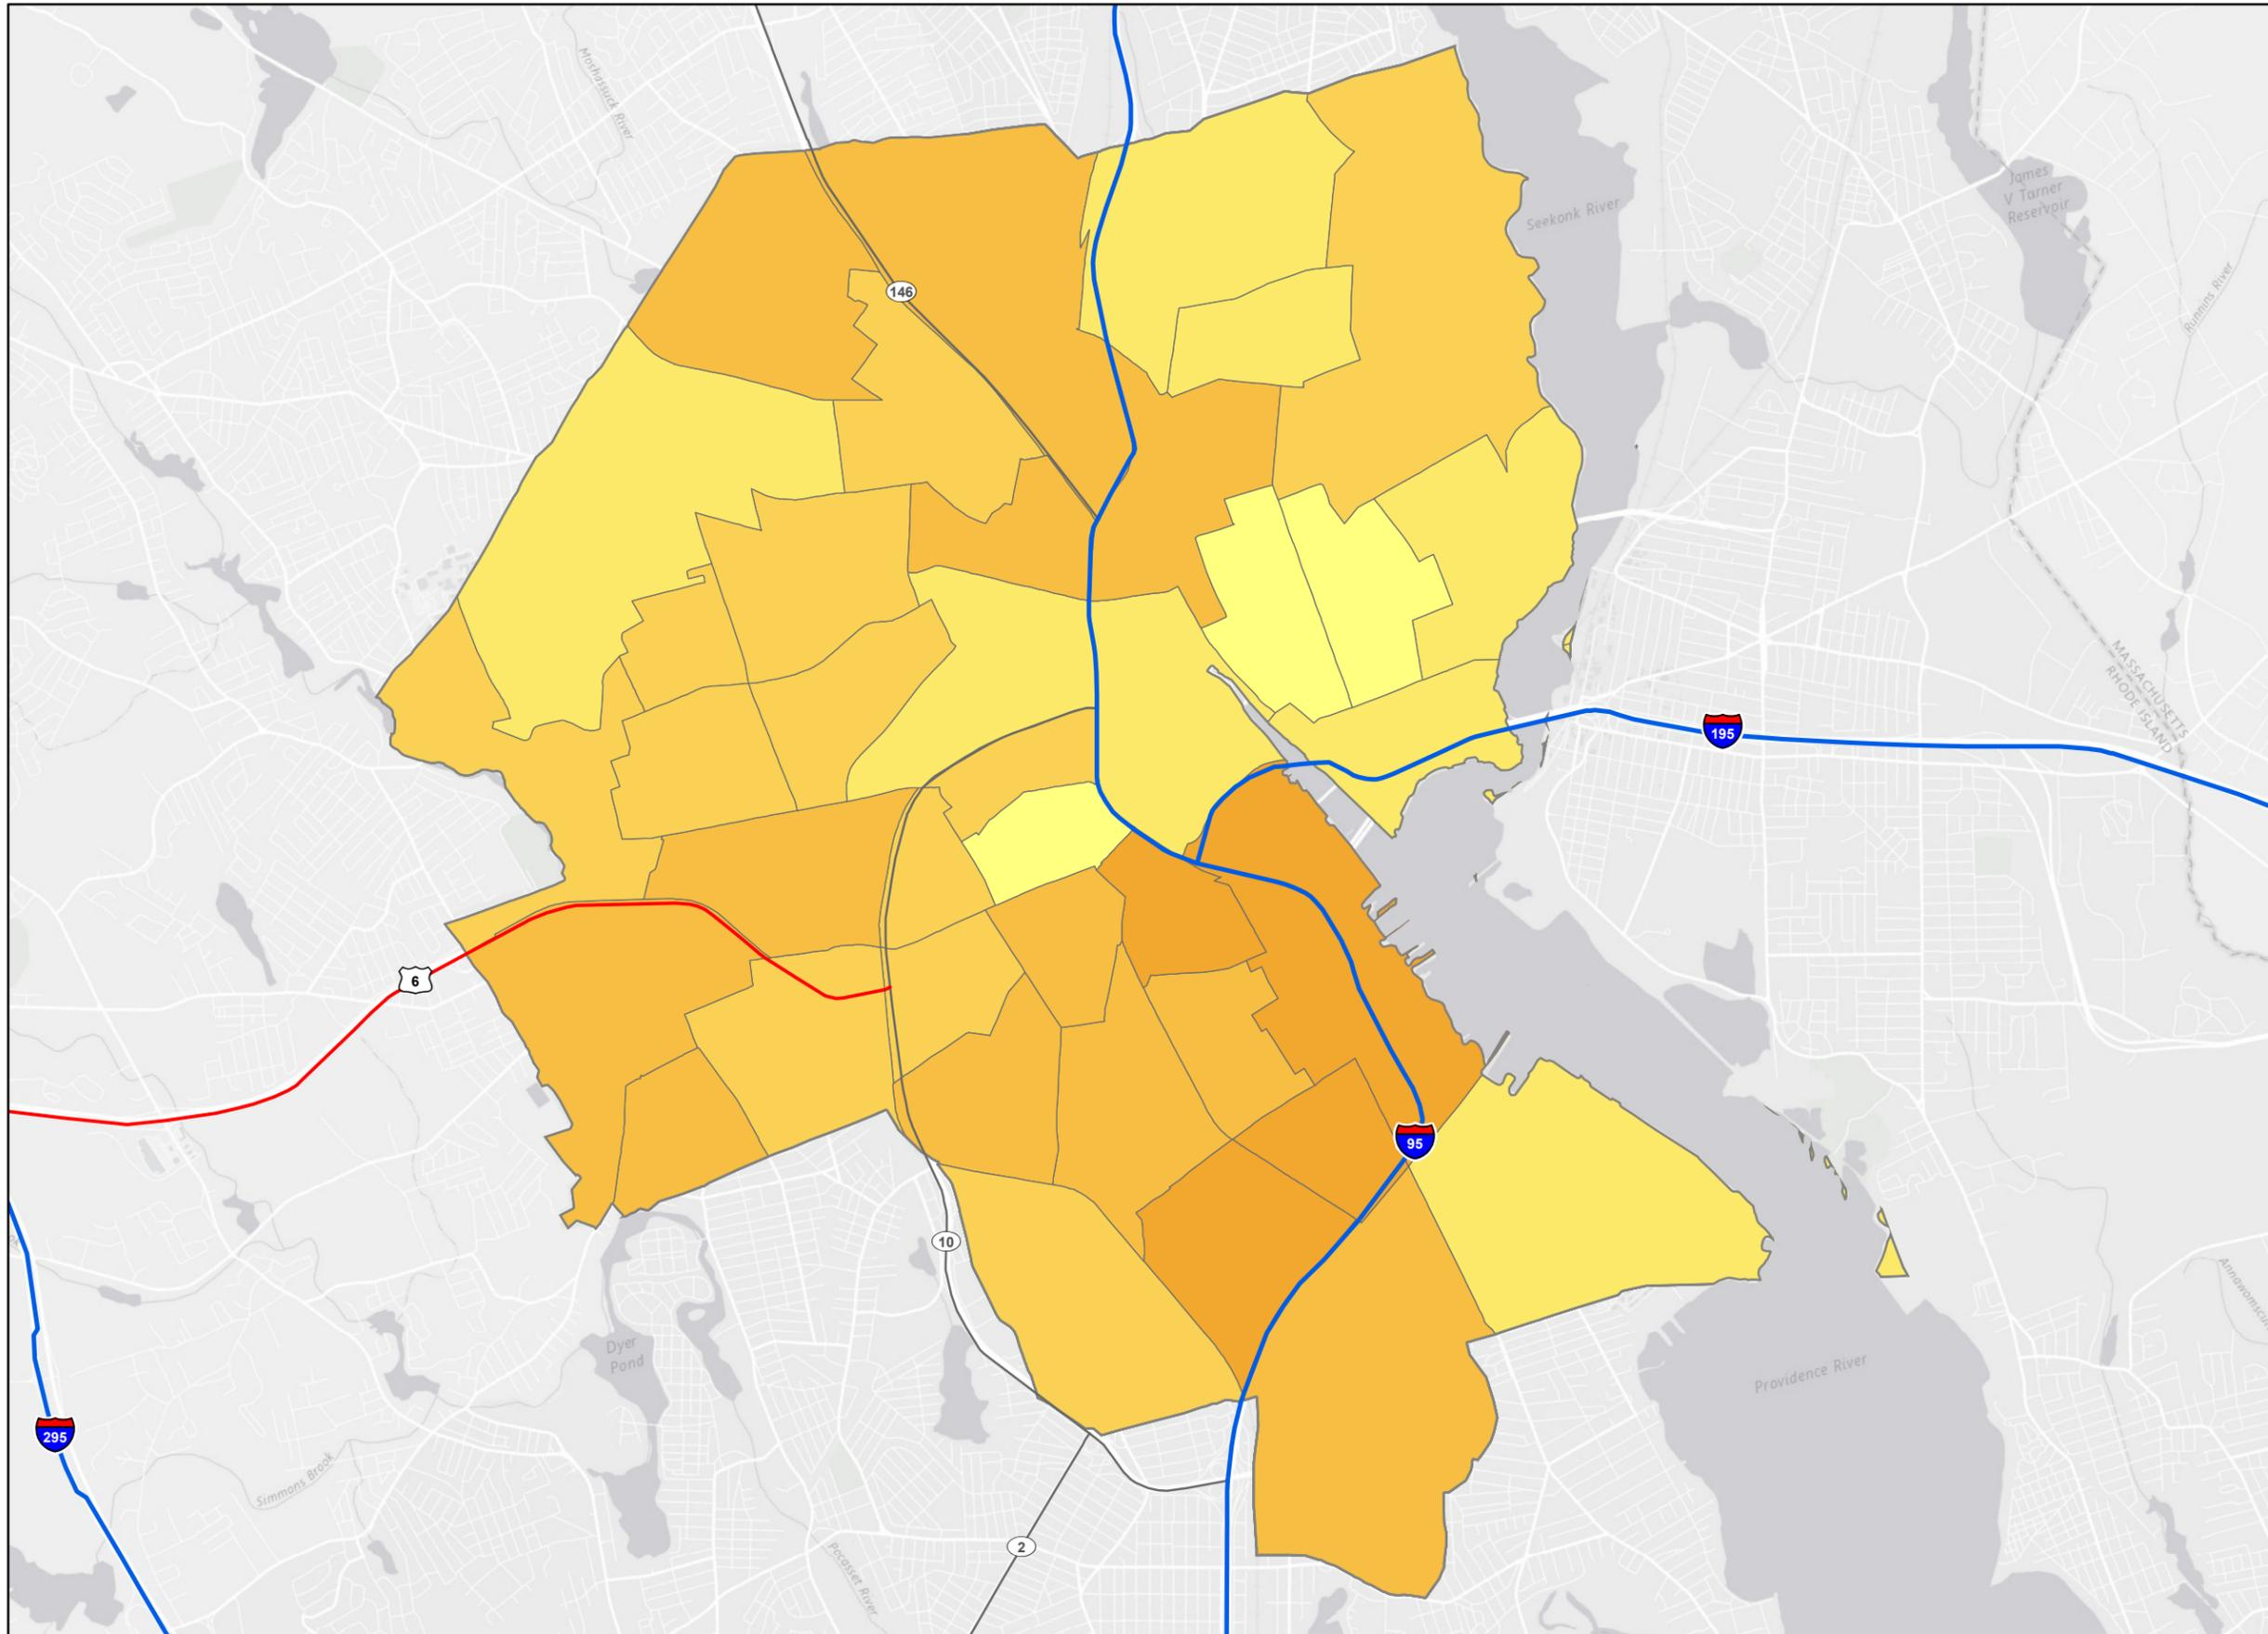 Moshassuck River
James
V Turner
Reservoir
Seekonk River
Runnins River
146
MASSACHUSETTS
RHODE ISLAND
195
6
95
10
Dyer
Pond
Providence River
295
Simmons Brook
2
Pocasset River